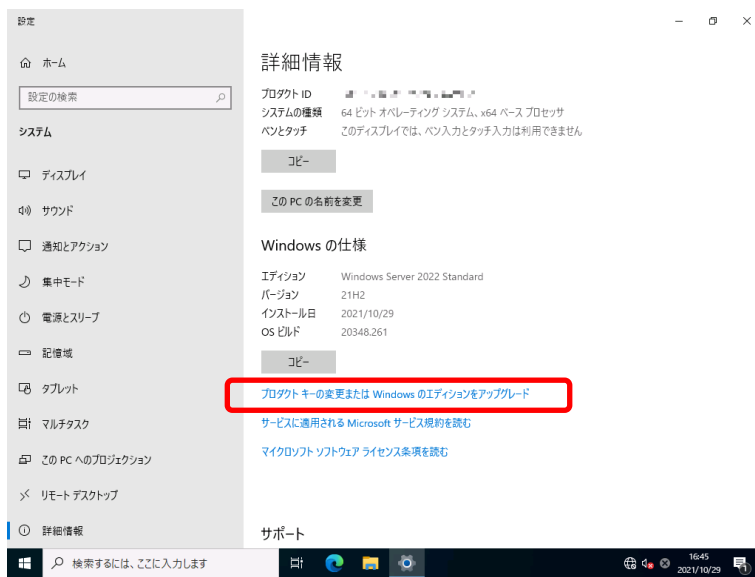 設定
ホーム
設定の検索
システム
ディスプレイ
サウンド
通知とアクション
集中モード
電源とスリープ
記憶域
タブレット
マルチタスク
この PC へのプロジェクション
リモート デスクトップ
詳細情報
詳細情報
プロダクト ID
システムの種類 64 ビット オペレーティング システム、x64 ベース プロセッサ
ペンとタッチ このディスプレイでは、ペン入力とタッチ入力は利用できません
コピー
この PC の名前を変更
Windows の仕様
エディション Windows Server 2022 Standard
バージョン 21H2
インストール日 2021/10/29
OS ビルド 20348.261
コピー
プロダクト キーの変更または Windows のエディションをアップグレード
サービスに適用される Microsoft サービス規約を読む
マイクロソフト ソフトウェア ライセンス条項を読む
サポート
検索するには、ここに入力します
16:45
2021/10/29